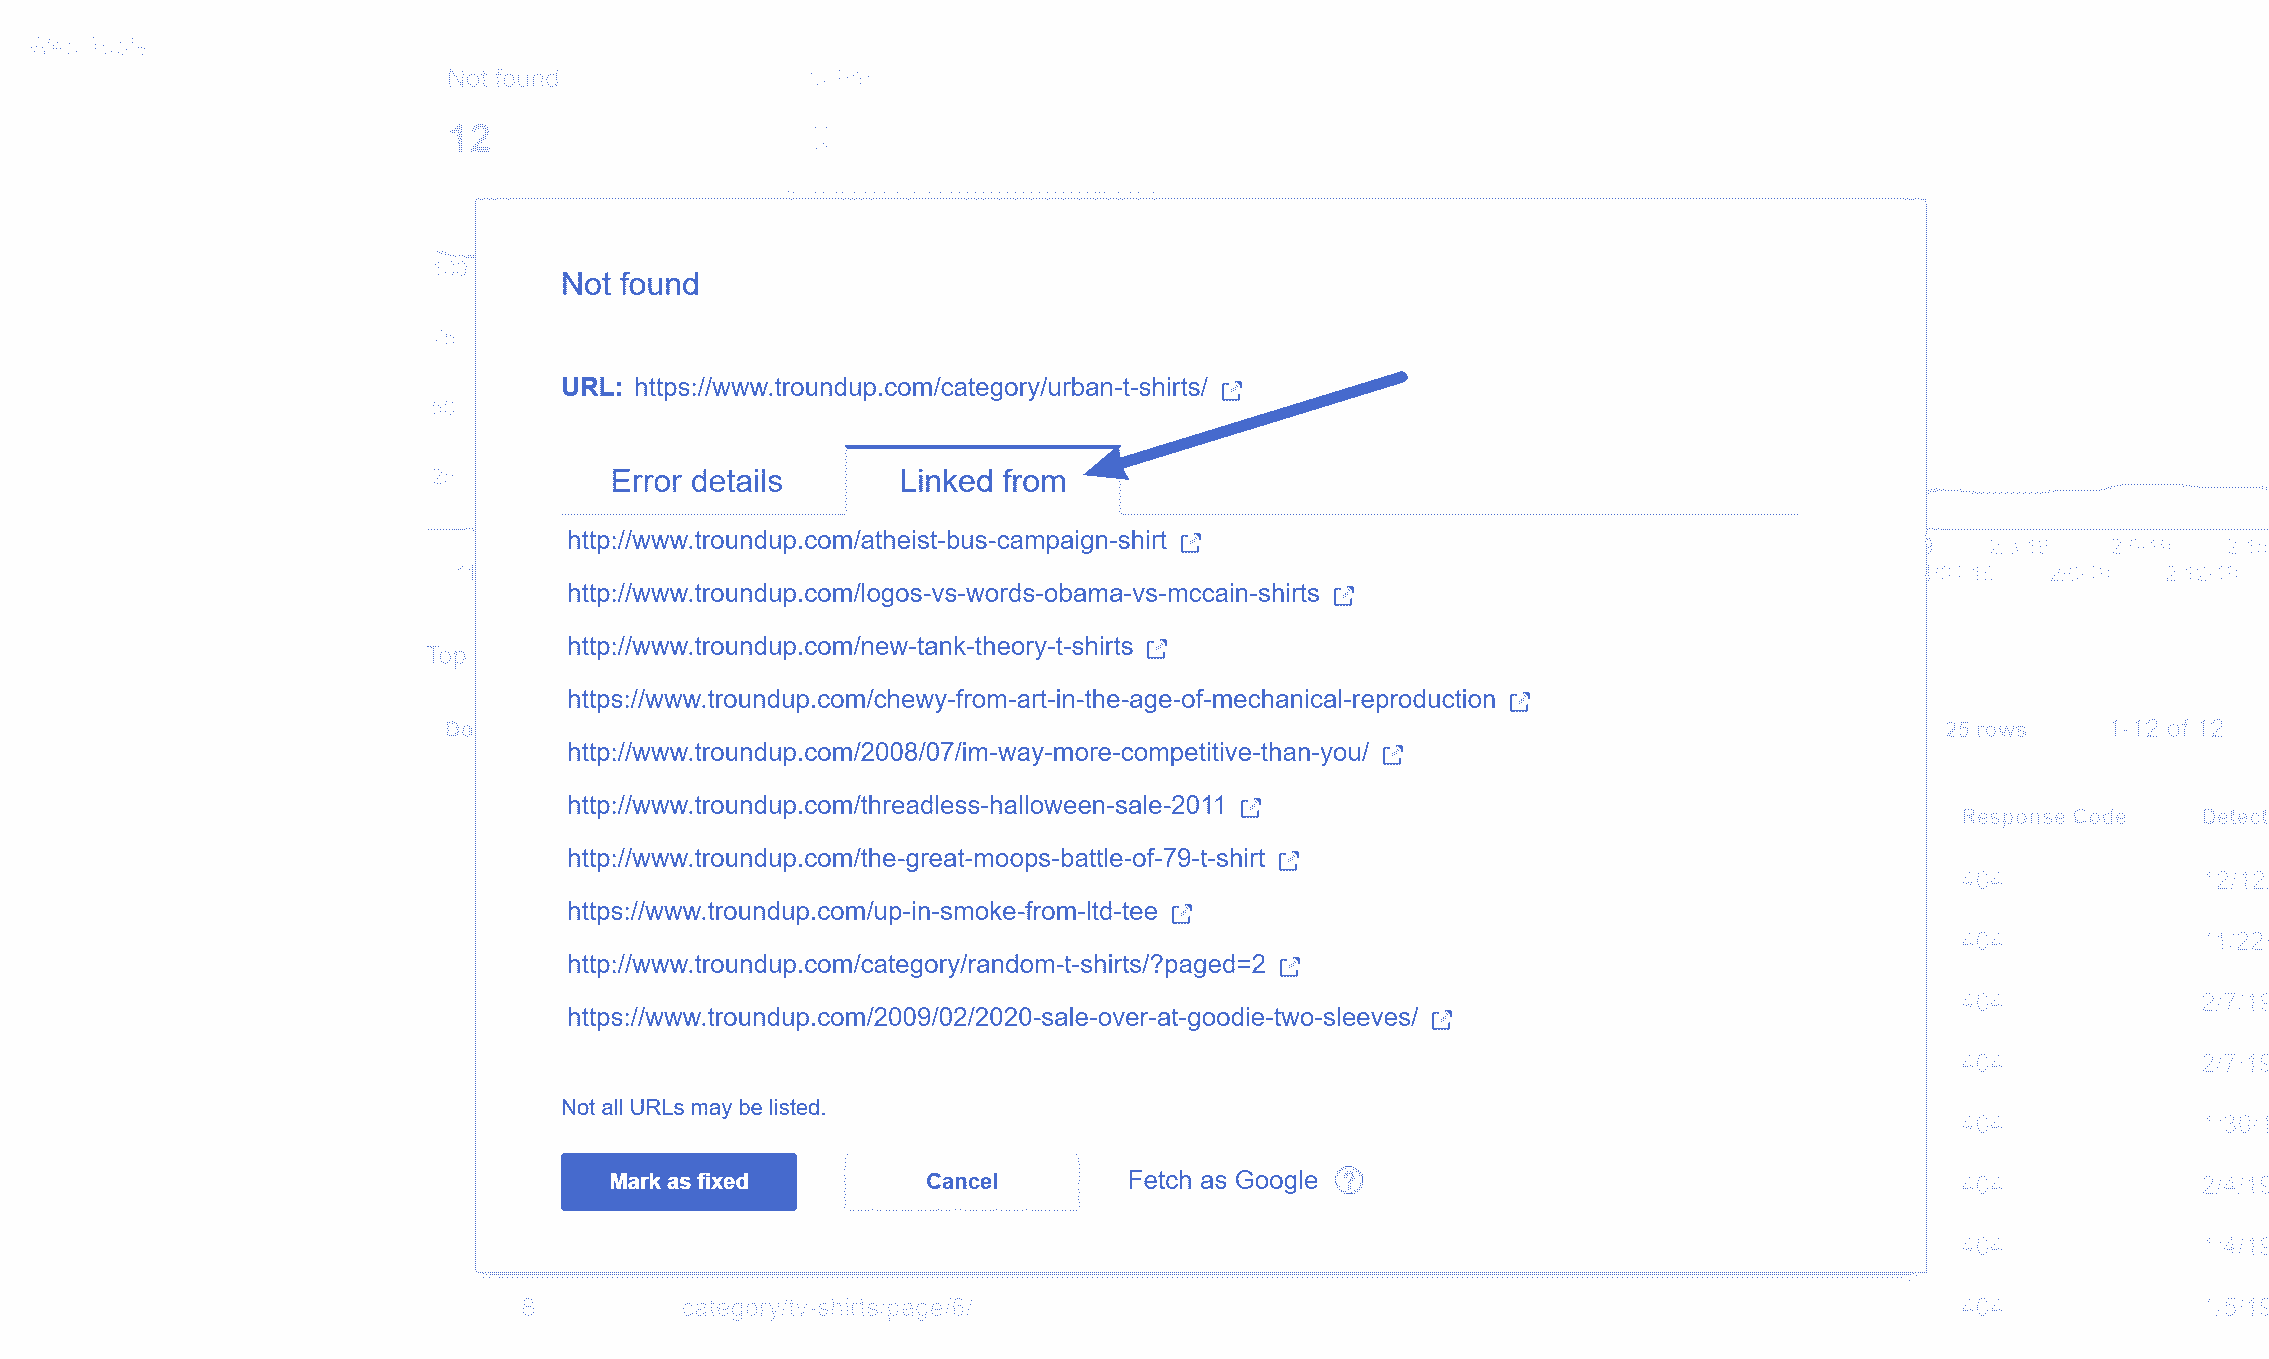 Not found
12
Not found
URL: https://www.troundup.com/category/urban-t-shirts/
Error details Linked from
http://www.troundup.com/atheist-bus-campaign-shirt
http://www.troundup.com/logos-vs-words-obama-vs-mccain-shirts
http://www.troundup.com/new-tank-theory-t-shirts
https://www.troundup.com/chewy-from-art-in-the-age-of-mechanical-reproduction
http://www.troundup.com/2008/07/im-way-more-competitive-than-you/
http://www.troundup.com/threadless-halloween-sale-2011
http://www.troundup.com/the-great-moops-battle-of-79-t-shirt
https://www.troundup.com/up-in-smoke-from-ltd-tee
http://www.troundup.com/category/random-t-shirts/?paged=2
https://www.troundup.com/2009/02/2020-sale-over-at-goodie-two-sleeves/
Not all URLs may be listed.
Mark as fixed Cancel Fetch as Google ?
Top
Do
25 rows 1-12 of 12
Response Code Detect
404
404
404
404
404
404
404
8 category/tv-shirts/page/6/ 404